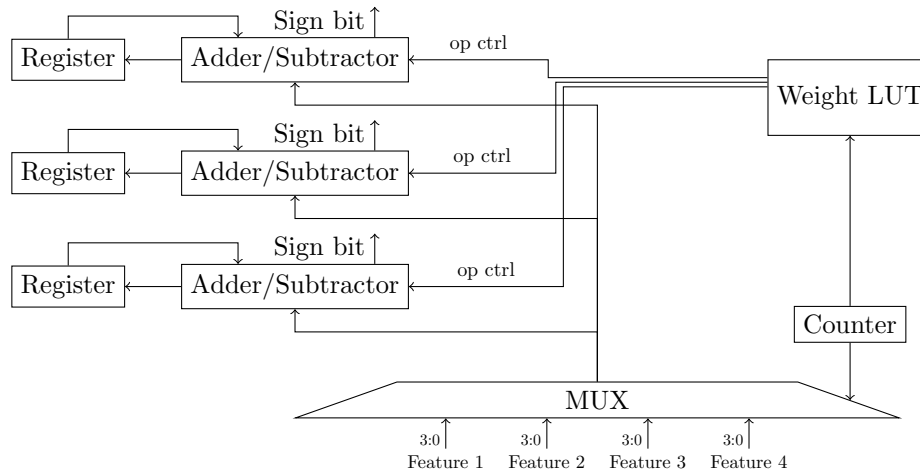 Sign bit
Register
Adder/Subtractor
op ctrl
Weight LUT
Sign bit
Register
Adder/Subtractor
op ctrl
Sign bit
Register
Adder/Subtractor
op ctrl
Counter
MUX
3:0 3:0 3:0 3:0
Feature 1 Feature 2 Feature 3 Feature 4